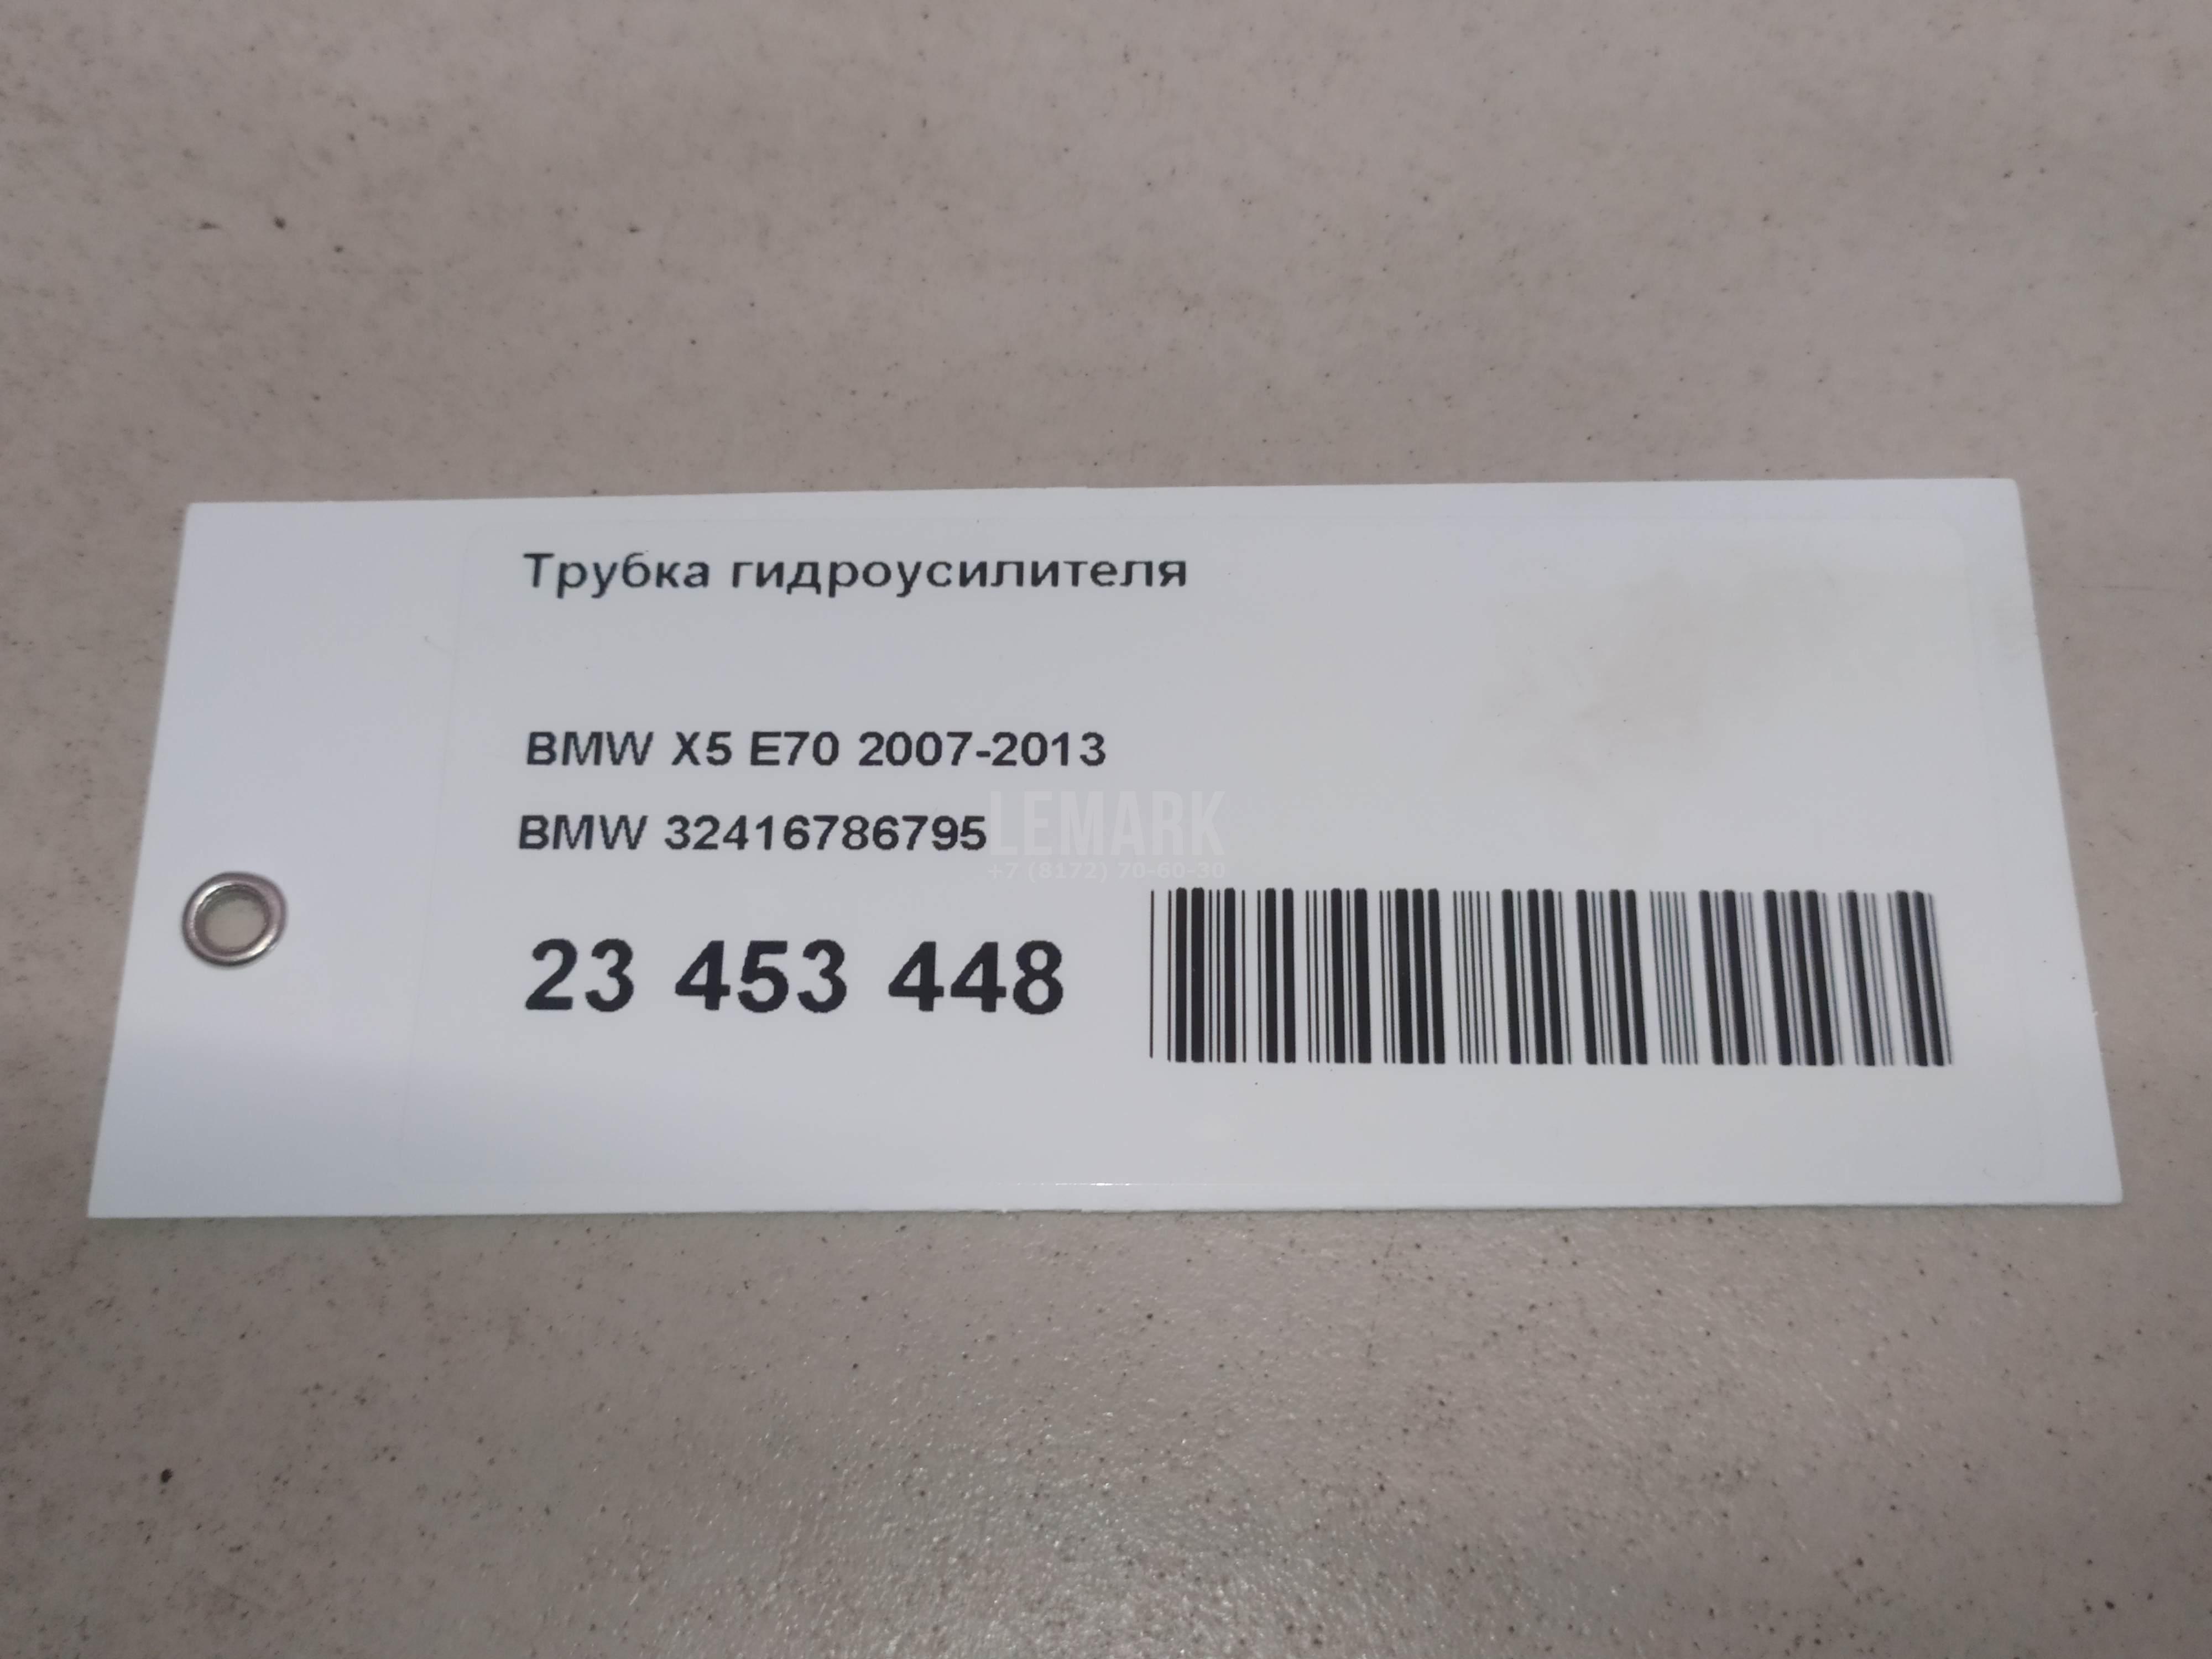 Трубка гидроусилителя
BMW X5 E70 2007-2013
BMW 32416786795
LEMARK
+7 (8172) 70-60-30
23 453 448